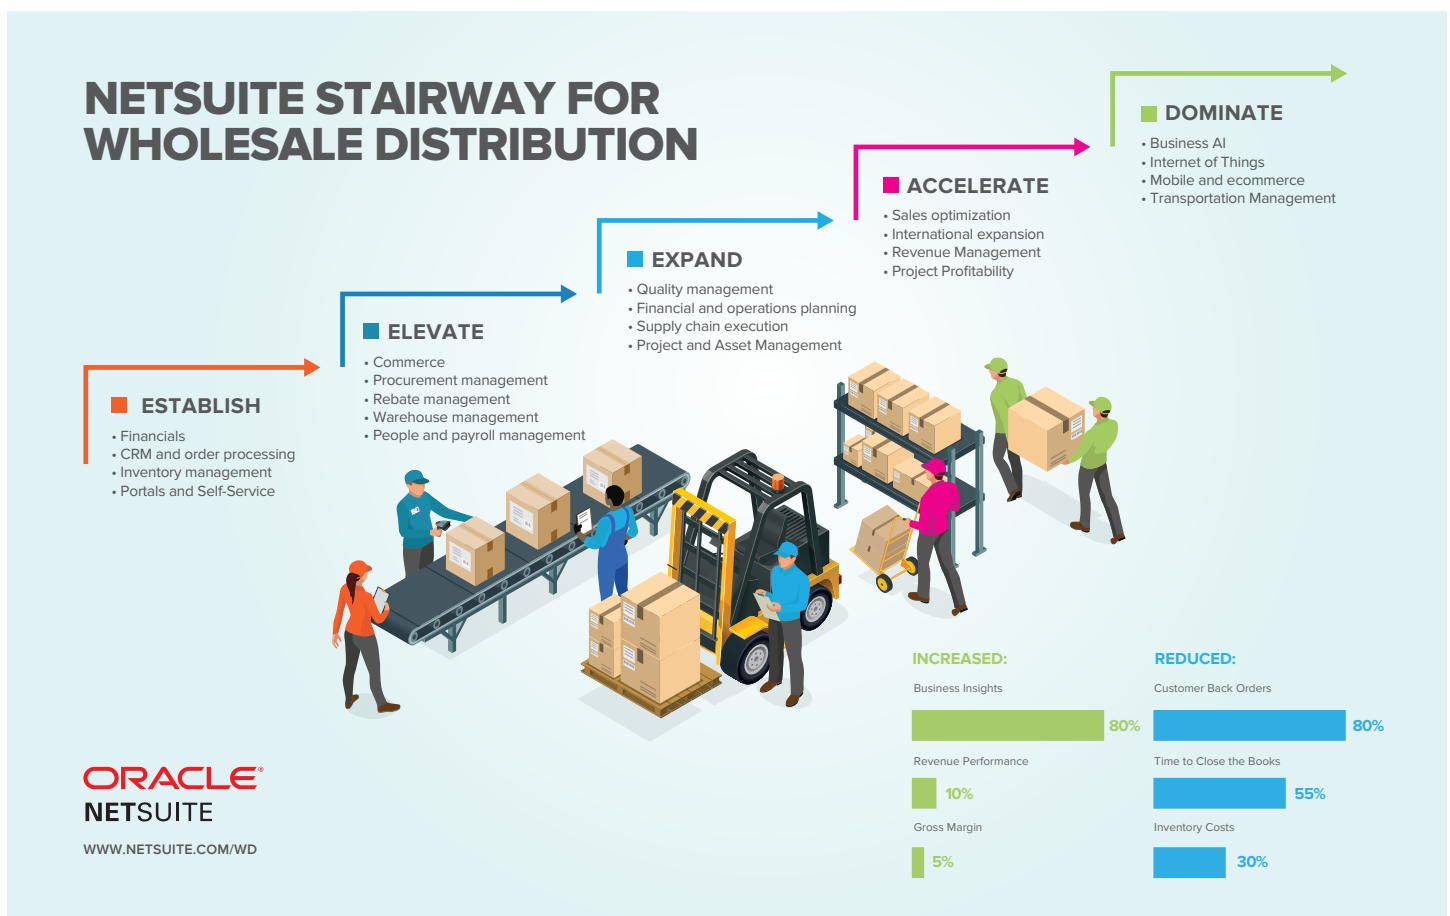 NETSUITE STAIRWAY FOR
WHOLESALE DISTRIBUTION
ESTABLISH
• Financials
• CRM and order processing
• Inventory management
• Portals and Self-Service
ELEVATE
• Commerce
• Procurement management
• Rebate management
• Warehouse management
• People and payroll management
EXPAND
• Quality management
• Financial and operations planning
• Supply chain execution
• Project and Asset Management
ACCELERATE
• Sales optimization
• International expansion
• Revenue Management
• Project Profitability
DOMINATE
• Business AI
• Internet of Things
• Mobile and ecommerce
• Transportation Management
INCREASED:
Business Insights
80%
Revenue Performance
10%
Gross Margin
5%
REDUCED:
Customer Back Orders
80%
Time to Close the Books
55%
Inventory Costs
30%
ORACLE®
NETSUITE
WWW.NETSUITE.COM/WD